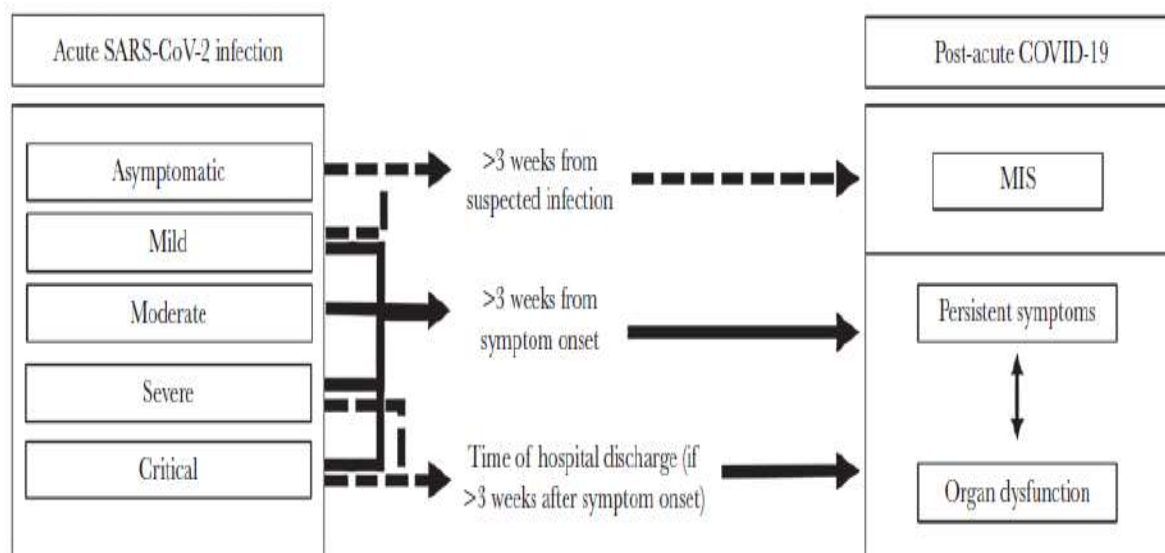 Acute SARS-CoV-2 infection
Post-acute COVID-19
Asymptomatic
Mild
Moderate
Severe
Critical
>3 weeks from
suspected infection
>3 weeks from
symptom onset
Time of hospital discharge (if
>3 weeks after symptom onset)
MIS
Persistent symptoms
Organ dysfunction